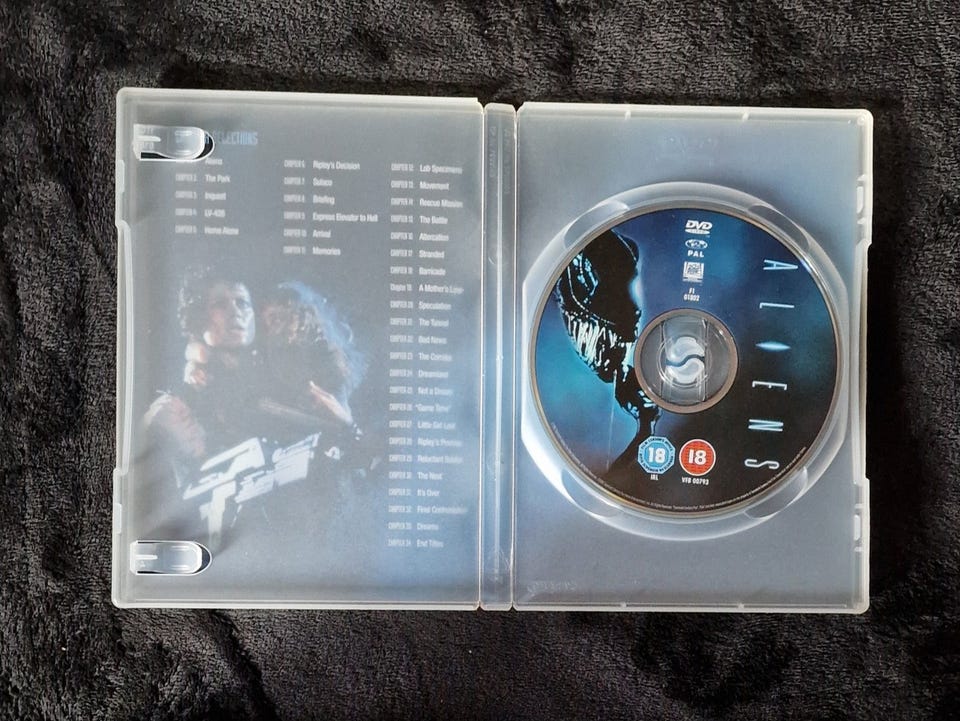 SELECTIONS
Aliens
CHAPTER 2 The Park
CHAPTER 3 Inquest
CHAPTER 4 LV-426
CHAPTER 5 Home Alone
CHAPTER 6 Ripley's Decision
CHAPTER 7 Sulaco
CHAPTER 8 Briefing
CHAPTER 9 Express Elevator to Hell
CHAPTER 10 Arrival
CHAPTER 11 Memories
CHAPTER 12 Lab Specimens
CHAPTER 13 Movement
CHAPTER 14 Rescue Mission
CHAPTER 15 The Battle
CHAPTER 16 Altercation
CHAPTER 17 Stranded
CHAPTER 18 Barricade
Chapter 19 A Mother's Love
CHAPTER 20 Speculation
CHAPTER 21 The Tunnel
CHAPTER 22 Bad News
CHAPTER 23 The Combat
CHAPTER 24 Dreamland
CHAPTER 25 Not a Dream
CHAPTER 26 "Game Time"
CHAPTER 27 Little Girl Lost
CHAPTER 28 Ripley's Promise
CHAPTER 29 Reluctant Soldier
CHAPTER 30 The Nest
CHAPTER 31 It's Over
CHAPTER 32 Final Confrontation
CHAPTER 33 Dreams
CHAPTER 34 End Titles
DVD
VIDEO
PAL
F1
01802
ALIENS
18
IRL
18
VFB 00793